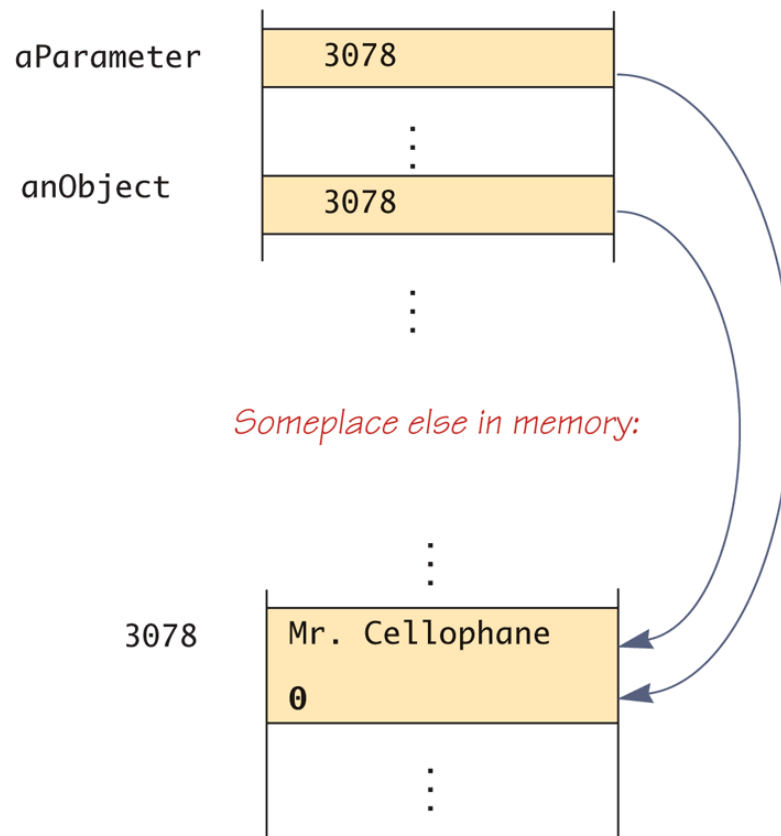 aParameter 3078
anObject 3078
Someplace else in memory:
3078 Mr. Cellophane
0